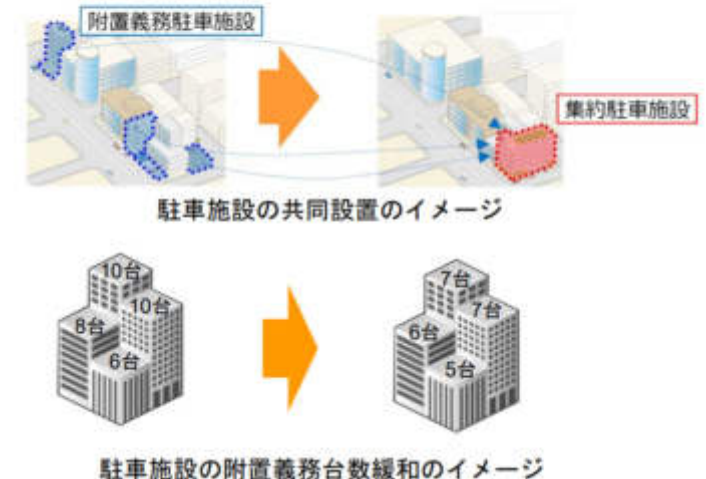 附置義務駐車施設
集約駐車施設
駐車施設の共同設置のイメージ
10台
10台
8台
6台
7台
7台
6台
5台
駐車施設の附置義務台数緩和のイメージ